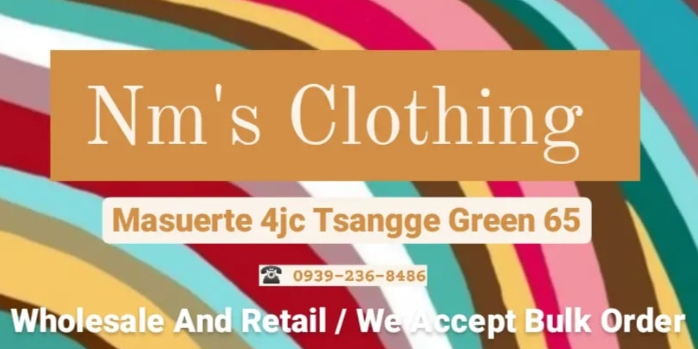 Nm's Clothing
Masuerte 4jc Tsangge Green 65
☎ 0939-236-8486
Wholesale And Retail / We Accept Bulk Order